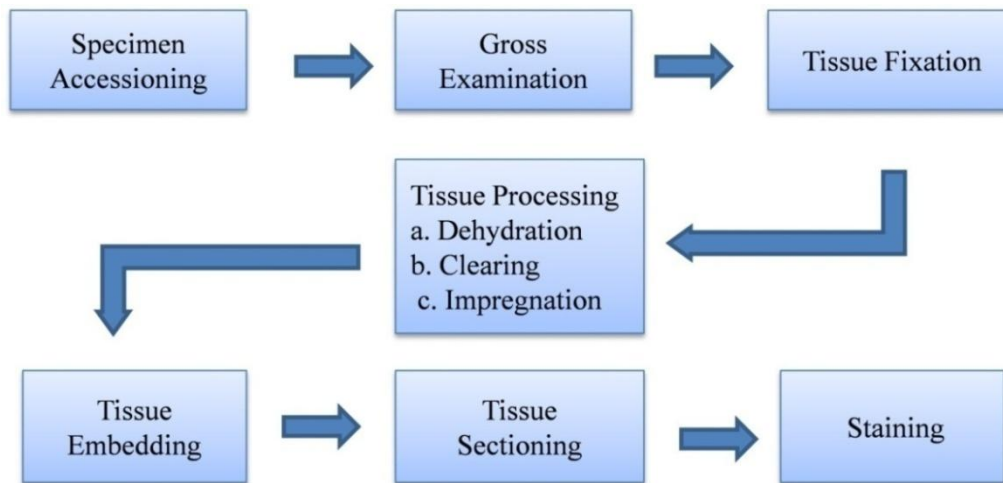 Specimen
Accessioning
Gross
Examination
Tissue Fixation
Tissue Processing
a. Dehydration
b. Clearing
c. Impregnation
Tissue
Embedding
Tissue
Sectioning
Staining